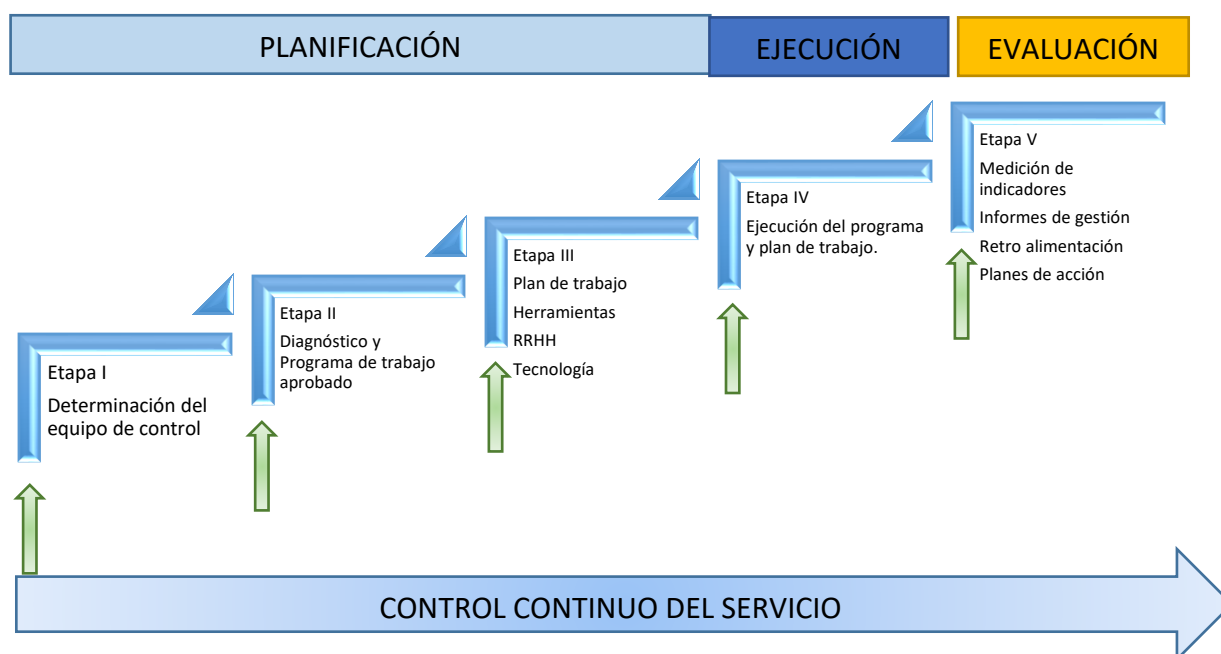 PLANIFICACIÓN
EJECUCIÓN
EVALUACIÓN
Etapa I
Determinación del
equipo de control
Etapa II
Diagnóstico y
Programa de trabajo
aprobado
Etapa III
Plan de trabajo
Herramientas
RRHH
Tecnología
Etapa IV
Ejecución del programa
y plan de trabajo.
Etapa V
Medición de
indicadores
Informes de gestión
Retro alimentación
Planes de acción
CONTROL CONTINUO DEL SERVICIO